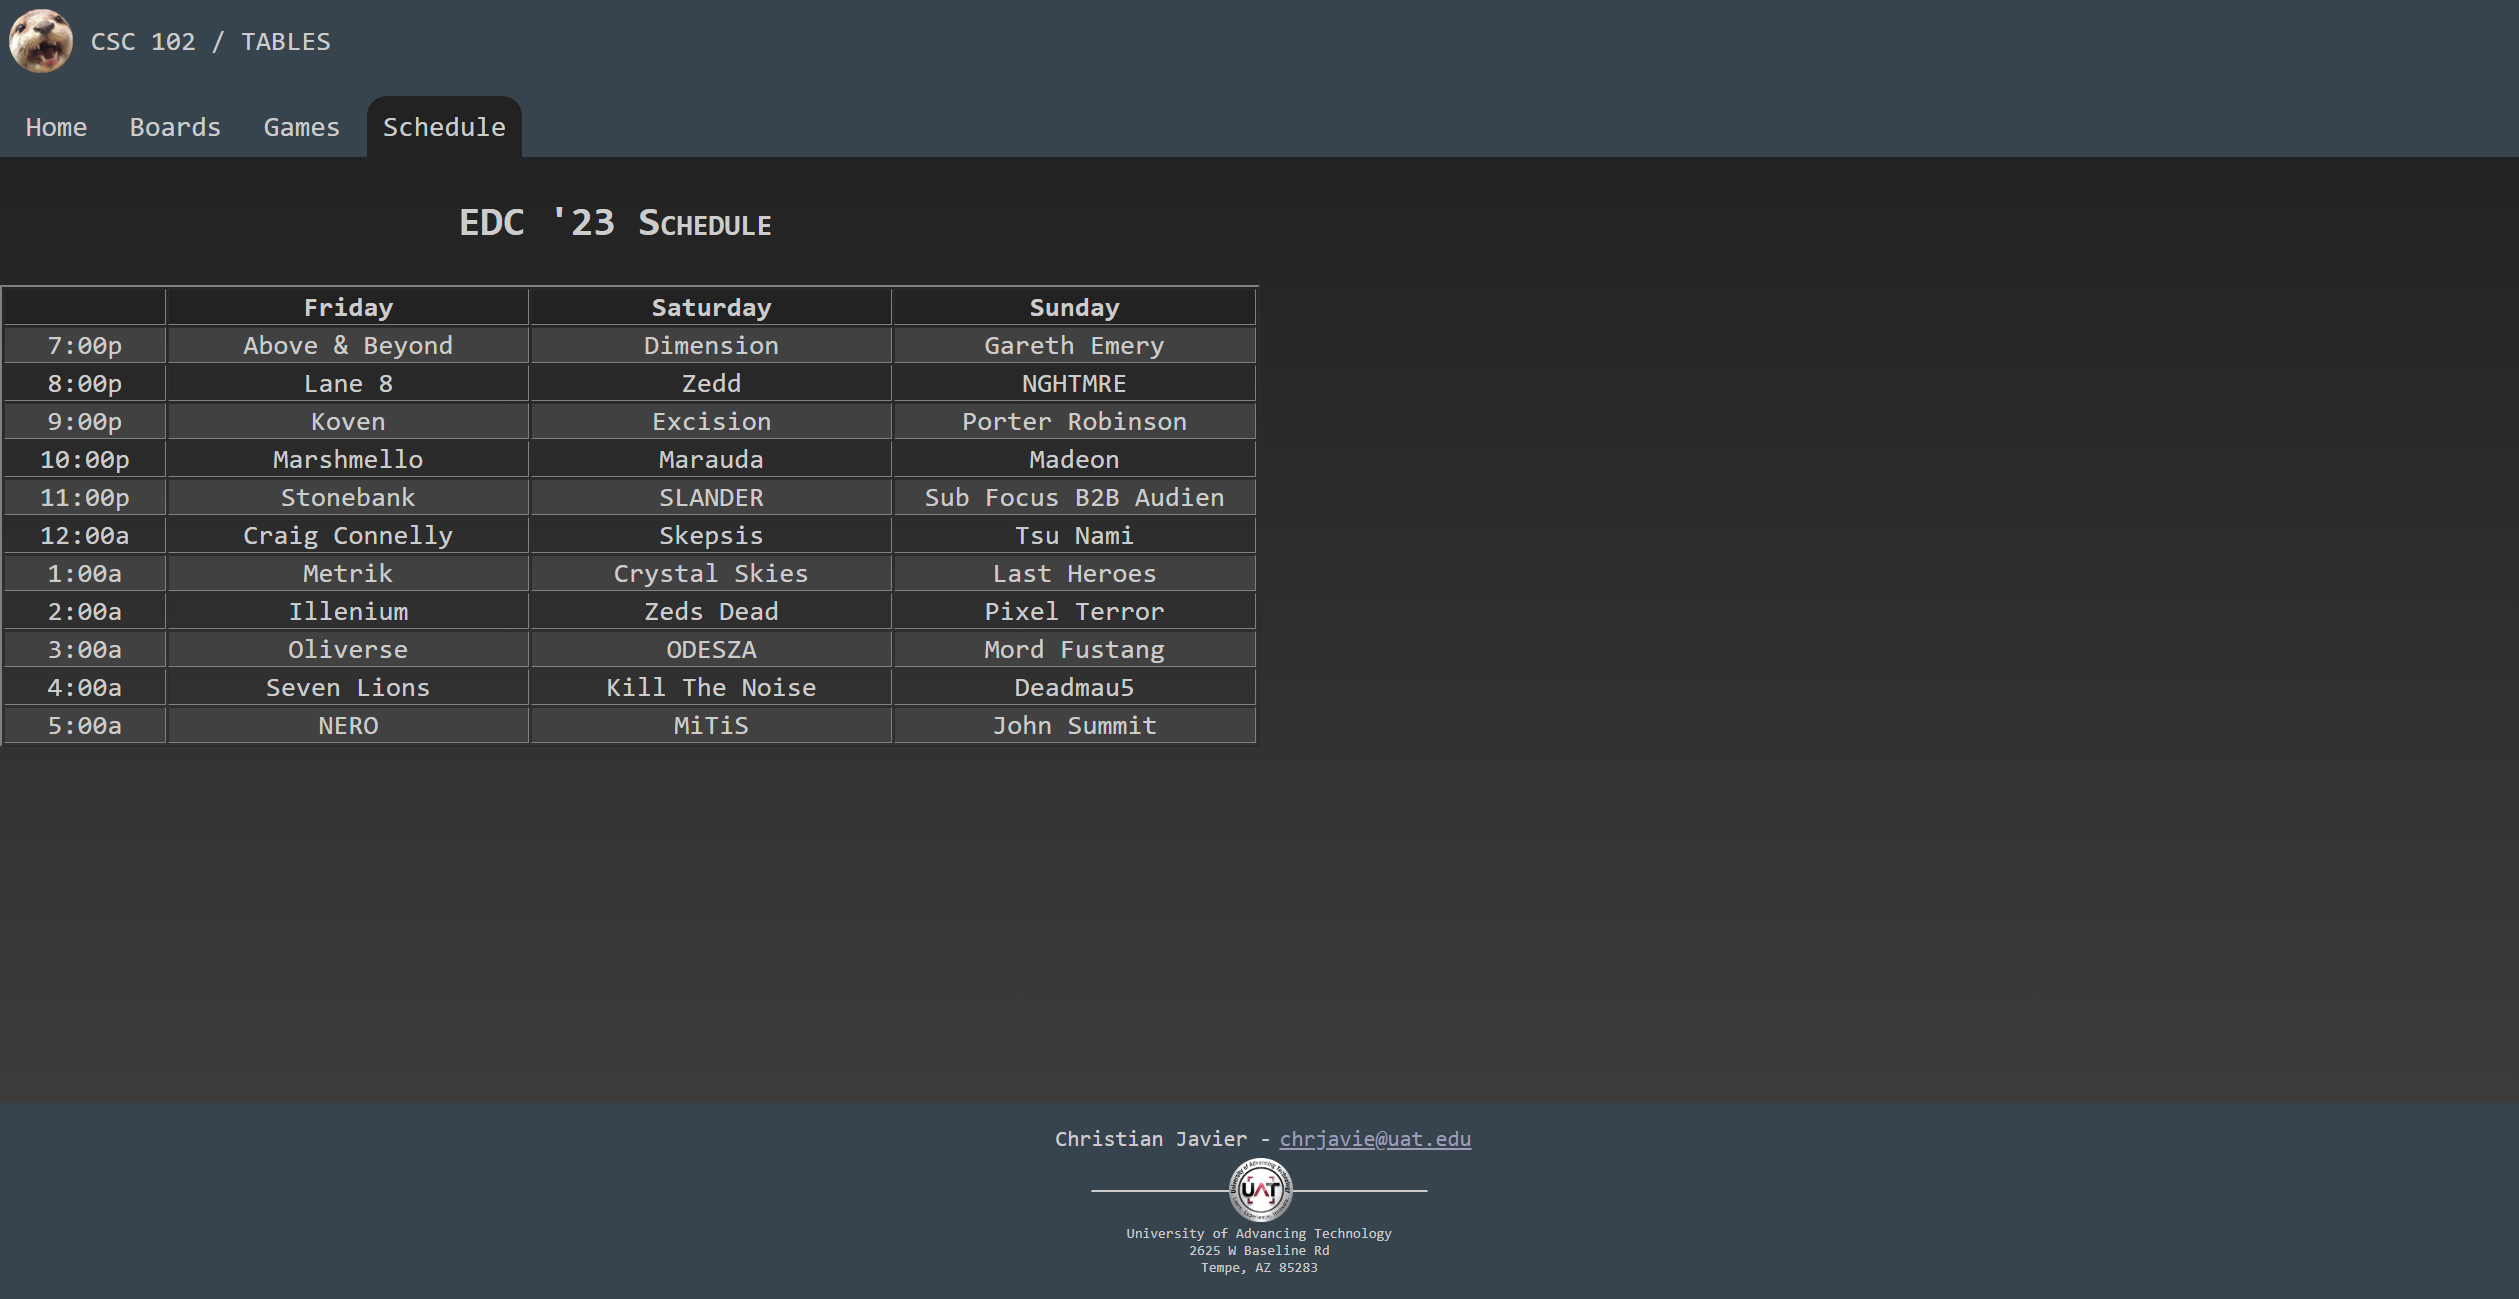 CSC 102 / TABLES
Home Boards Games Schedule
EDC '23 Schedule
Friday Saturday Sunday
7:00p Above & Beyond Dimension Gareth Emery
8:00p Lane 8 Zedd NGHTMRE
9:00p Koven Excision Porter Robinson
10:00p Marshmello Marauda Madeon
11:00p Stonebank SLANDER Sub Focus B2B Audien
12:00a Craig Connelly Skepsis Tsu Nami
1:00a Metrik Crystal Skies Last Heroes
2:00a Illenium Zeds Dead Pixel Terror
3:00a Oliverse ODESZA Mord Fustang
4:00a Seven Lions Kill The Noise Deadmau5
5:00a NERO MiTiS John Summit
Christian Javier - chrjavie@uat.edu
University of Advancing Technology
UAT
University of Advancing Technology
2625 W Baseline Rd
Tempe, AZ 85283